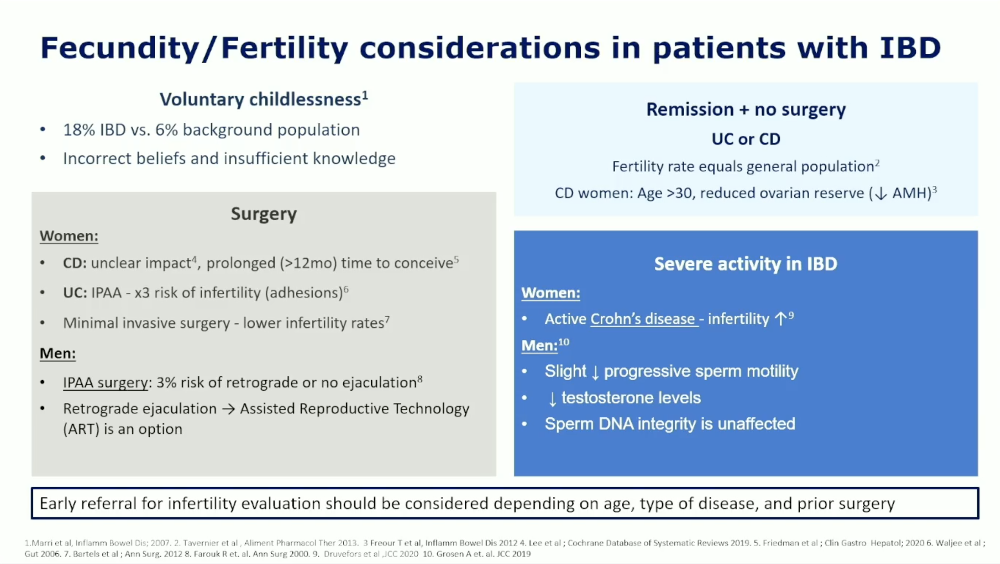 Fecundity/Fertility considerations in patients with IBD
Voluntary childlessness¹
• 18% IBD vs. 6% background population
• Incorrect beliefs and insufficient knowledge
Surgery
Women:
• CD: unclear impact⁴, prolonged (>12mo) time to conceive⁵
• UC: IPAA - x3 risk of infertility (adhesions)⁶
• Minimal invasive surgery - lower infertility rates⁷
Men:
• IPAA surgery: 3% risk of retrograde or no ejaculation⁸
• Retrograde ejaculation → Assisted Reproductive Technology
(ART) is an option
Remission + no surgery
UC or CD
Fertility rate equals general population²
CD women: Age >30, reduced ovarian reserve (↓ AMH)³
Severe activity in IBD
Women:
• Active Crohn's disease - infertility ↑⁹
Men:¹⁰
• Slight ↓ progressive sperm motility
• ↓ testosterone levels
• Sperm DNA integrity is unaffected
Early referral for infertility evaluation should be considered depending on age, type of disease, and prior surgery
1.Marri et al, Inflamm Bowel Dis; 2007. 2. Tavernier et al , Aliment Pharmacol Ther 2013. 3 Freour T et al, Inflamm Bowel Dis 2012 4. Lee et al ; Cochrane Database of Systematic Reviews 2019. 5. Friedman et al ; Clin Gastro Hepatol; 2020 6. Waljee et al ;
Gut 2006. 7. Bartels et al ; Ann Surg. 2012 8. Farouk R et. al. Ann Surg 2000. 9. Druvefors et al ,JCC 2020 10. Grosen A et. al. JCC 2019